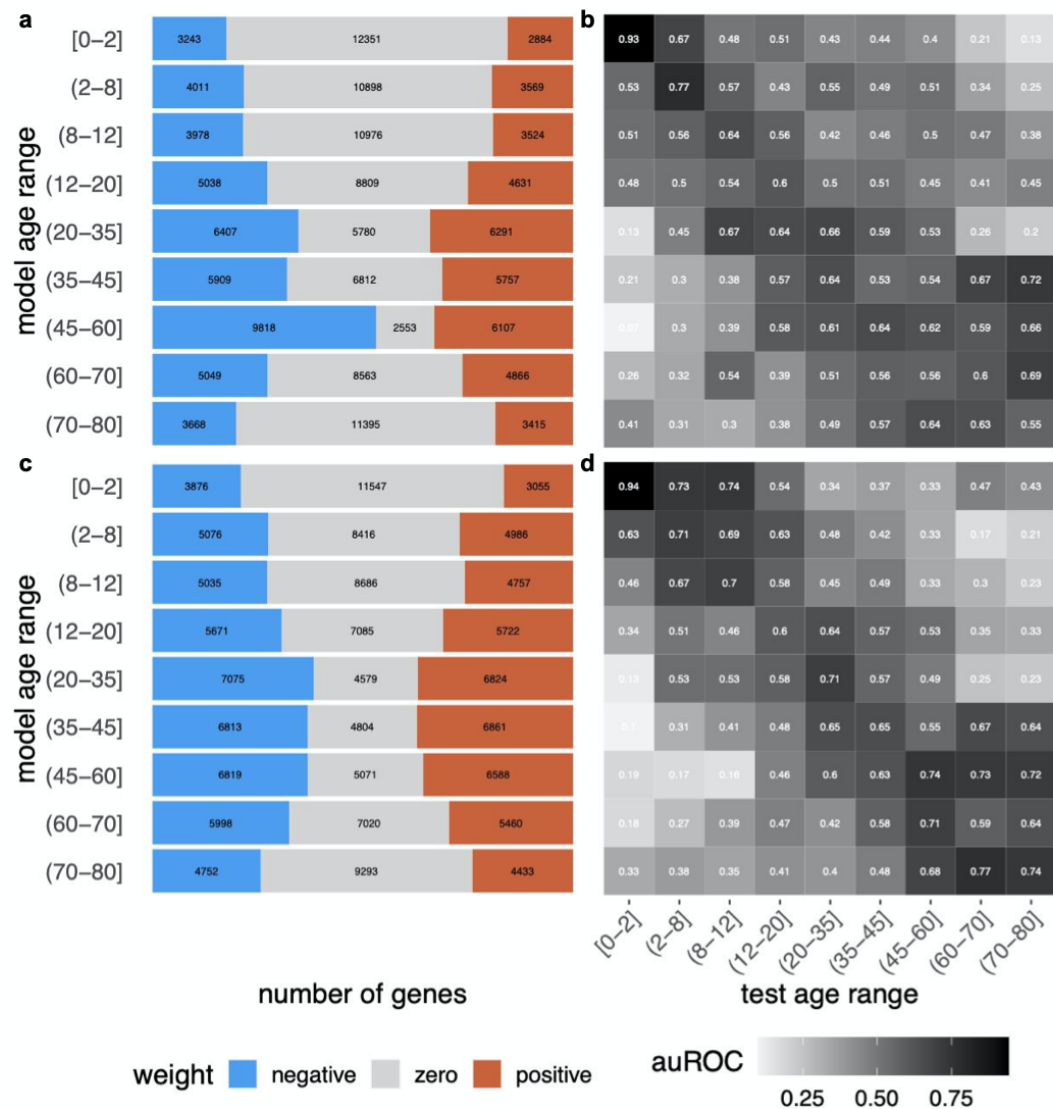 a
b
[0–2] 3243 12351 2884 0.93 0.67 0.48 0.51 0.43 0.44 0.4 0.21 0.13
(2–8] 4011 10898 3569 0.53 0.77 0.57 0.43 0.55 0.49 0.51 0.34 0.25
(8–12] 3978 10976 3524 0.51 0.56 0.64 0.56 0.42 0.46 0.5 0.47 0.38
(12–20] 5038 8809 4631 0.48 0.5 0.54 0.6 0.5 0.51 0.45 0.41 0.45
(20–35] 6407 5780 6291 0.13 0.45 0.67 0.64 0.66 0.59 0.53 0.26 0.2
(35–45] 5909 6812 5757 0.21 0.3 0.38 0.57 0.64 0.53 0.54 0.67 0.72
(45–60] 9818 2553 6107 0.07 0.3 0.39 0.58 0.61 0.64 0.62 0.59 0.66
(60–70] 5049 8563 4866 0.26 0.32 0.54 0.39 0.51 0.56 0.56 0.6 0.69
(70–80] 3668 11395 3415 0.41 0.31 0.3 0.38 0.49 0.57 0.64 0.63 0.55
model age range
c
d
[0–2] 3876 11547 3055 0.94 0.73 0.74 0.54 0.34 0.37 0.33 0.47 0.43
(2–8] 5076 8416 4986 0.63 0.71 0.69 0.63 0.48 0.42 0.33 0.17 0.21
(8–12] 5035 8686 4757 0.46 0.67 0.7 0.58 0.45 0.49 0.33 0.3 0.23
(12–20] 5671 7085 5722 0.34 0.51 0.46 0.6 0.64 0.57 0.53 0.35 0.33
(20–35] 7075 4579 6824 0.13 0.53 0.53 0.58 0.71 0.57 0.49 0.25 0.23
(35–45] 6813 4804 6861 0.1 0.31 0.41 0.48 0.65 0.65 0.55 0.67 0.64
(45–60] 6819 5071 6588 0.19 0.17 0.16 0.46 0.6 0.63 0.74 0.73 0.72
(60–70] 5998 7020 5460 0.18 0.27 0.39 0.47 0.42 0.58 0.71 0.59 0.64
(70–80] 4752 9293 4433 0.33 0.38 0.35 0.41 0.4 0.48 0.68 0.77 0.74
model age range
[0–2] (2–8] (8–12] (12–20] (20–35] (35–45] (45–60] (60–70] (70–80]
number of genes
test age range
weight negative zero positive
auROC
0.25 0.50 0.75